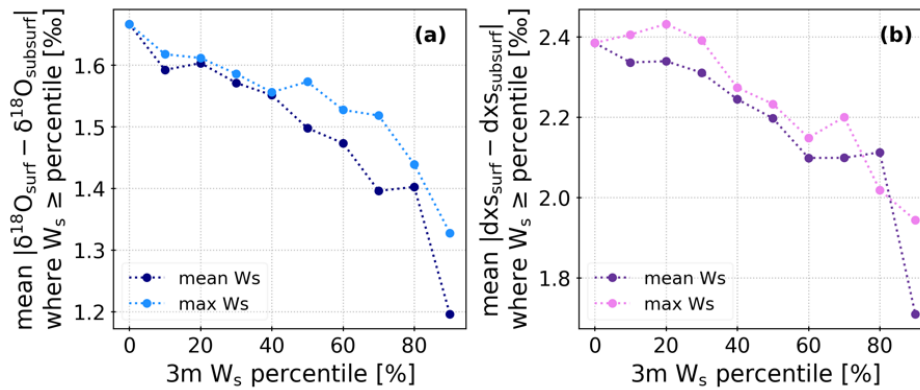 mean |δ¹⁸O_surf − δ¹⁸O_subsurf|
where W_s ≥ percentile [‰]
1.6
1.5
1.4
1.3
1.2
(a)
mean Ws
max Ws
0 20 40 60 80
3m W_s percentile [%]
mean |dxs_surf − dxs_subsurf|
where W_s ≥ percentile [‰]
2.4
2.2
2.0
1.8
(b)
mean Ws
max Ws
0 20 40 60 80
3m W_s percentile [%]